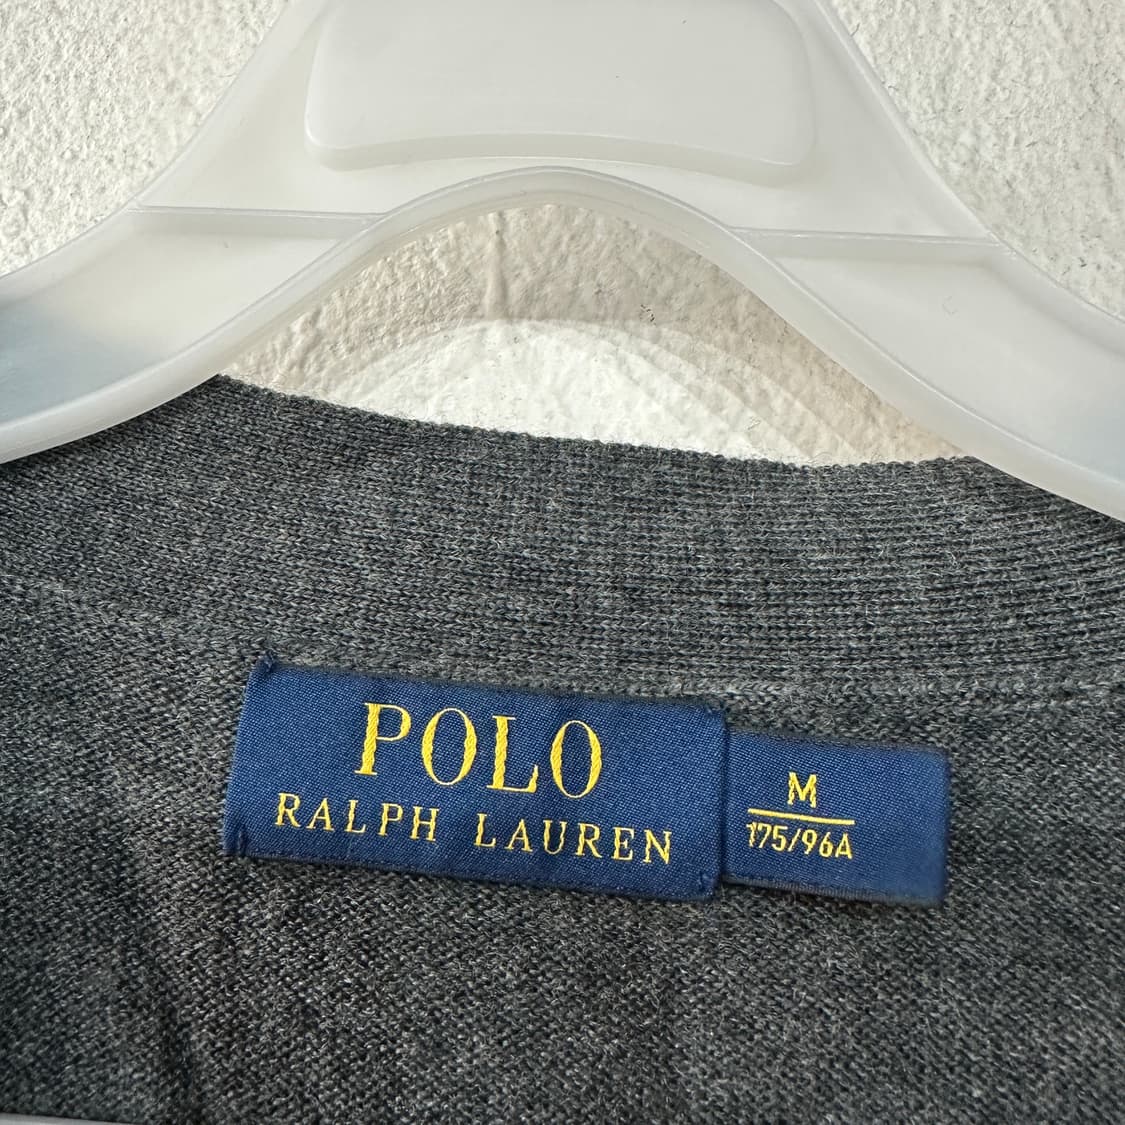 POLO
RALPH LAUREN
M
175/96A